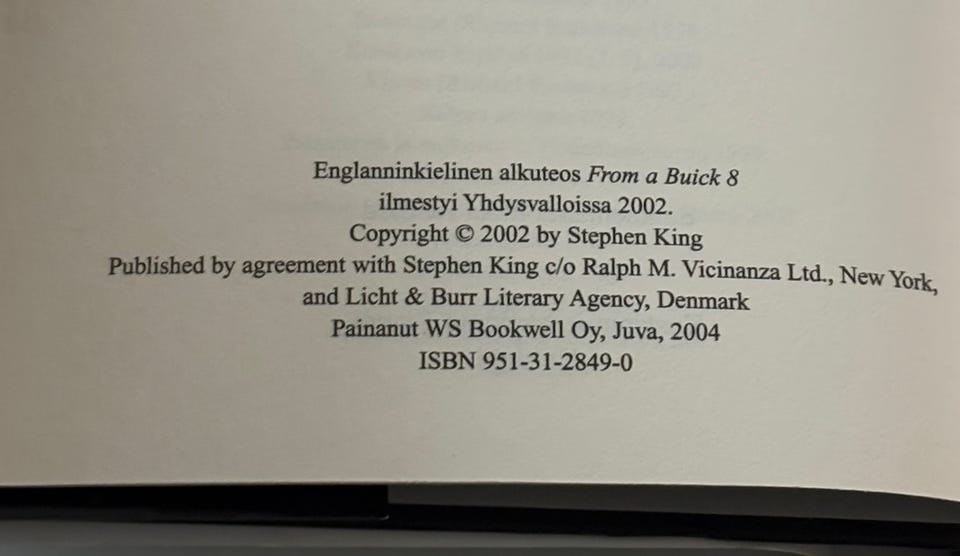 Englanninkielinen alkuteos From a Buick 8
ilmestyi Yhdysvalloissa 2002.
Copyright © 2002 by Stephen King
Published by agreement with Stephen King c/o Ralph M. Vicinanza Ltd., New York,
and Licht & Burr Literary Agency, Denmark
Painanut WS Bookwell Oy, Juva, 2004
ISBN 951-31-2849-0